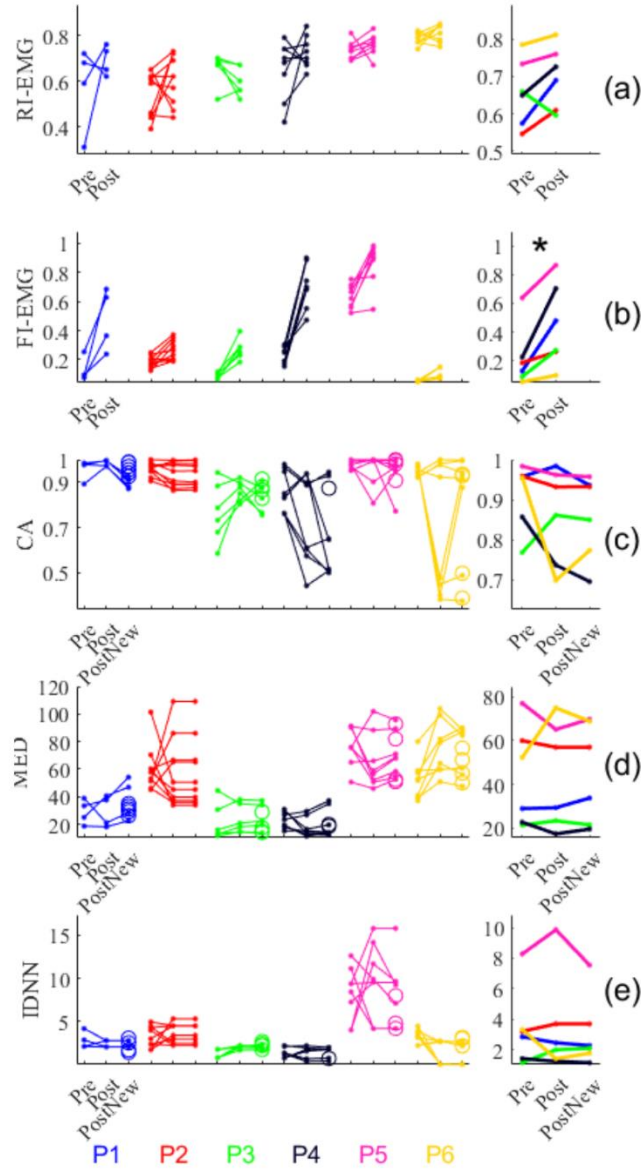 RI-EMG
0.8
0.6
0.4
Pre
Post
0.8
0.7
0.6
0.5
Pre
Post
(a)
FI-EMG
1
0.8
0.6
0.4
0.2
Pre
Post
*
1
0.8
0.6
0.4
0.2
Pre
Post
(b)
CA
1
0.9
0.7
0.5
Pre
Post
PostNew
1
0.9
0.8
0.7
Pre
Post
PostNew
(c)
MED
120
100
80
60
40
20
Pre
Post
PostNew
80
60
40
20
Pre
Post
PostNew
(d)
IDNN
15
10
5
Pre
Post
PostNew
10
8
6
4
2
Pre
Post
PostNew
(e)
P1 P2 P3 P4 P5 P6